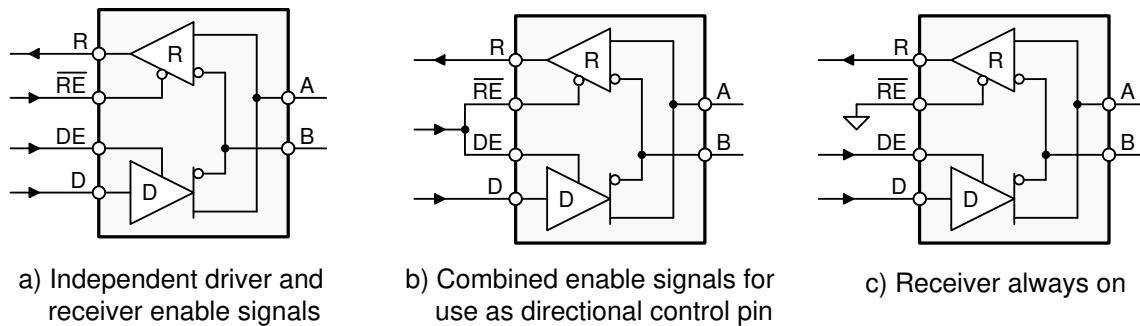 R
R
RE
A
DE
B
D
D
a) Independent driver and
receiver enable signals
R
R
RE
A
DE
B
D
D
b) Combined enable signals for
use as directional control pin
R
R
RE
A
DE
B
D
D
c) Receiver always on